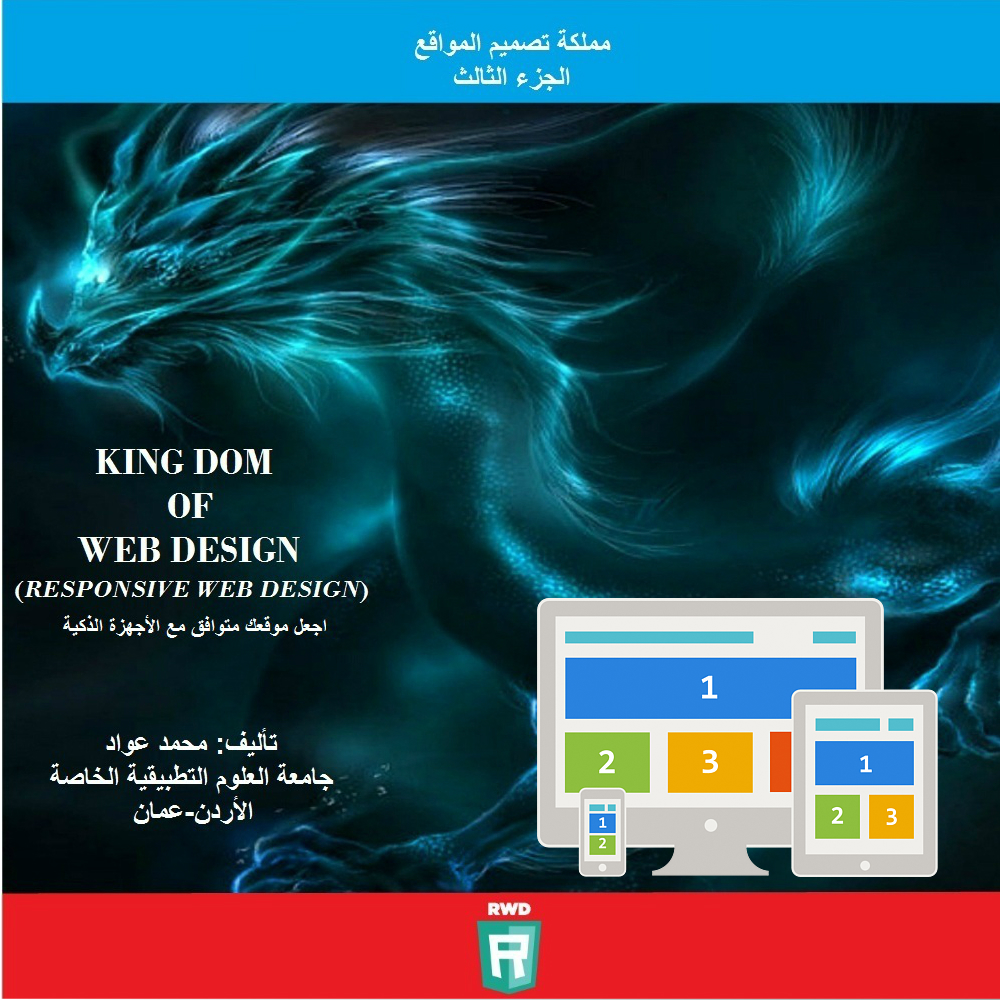 مملكة تصميم المواقع
الجزء الثالث
KING DOM
OF
WEB DESIGN
(RESPONSIVE WEB DESIGN)
اجعل موقعك متوافق مع الأجهزة الذكية
تأليف: محمد عواد
جامعة العلوم التطبيقية الخاصة
الأردن-عمان
1
2 3
1
2 3
1
2
RWD
R